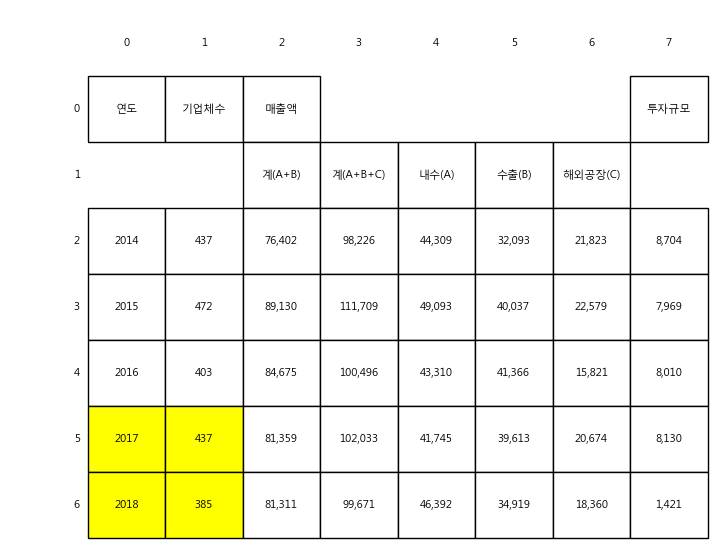 0 1 2 3 4 5 6 7
0 연도 기업체수 매출액 투자규모
1 계(A+B) 계(A+B+C) 내수(A) 수출(B) 해외공장(C)
2 2014 437 76,402 98,226 44,309 32,093 21,823 8,704
3 2015 472 89,130 111,709 49,093 40,037 22,579 7,969
4 2016 403 84,675 100,496 43,310 41,366 15,821 8,010
5 2017 437 81,359 102,033 41,745 39,613 20,674 8,130
6 2018 385 81,311 99,671 46,392 34,919 18,360 1,421